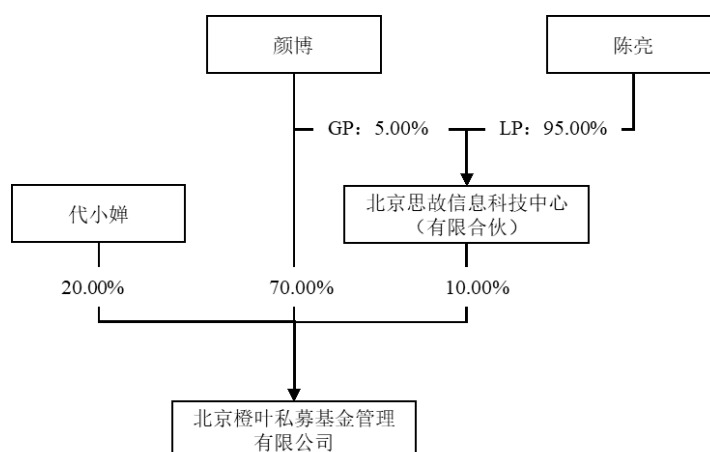 颜博
陈亮
GP：5.00%
LP：95.00%
代小婵
北京思故信息科技中心
（有限合伙）
20.00%
70.00%
10.00%
北京橙叶私募基金管理
有限公司